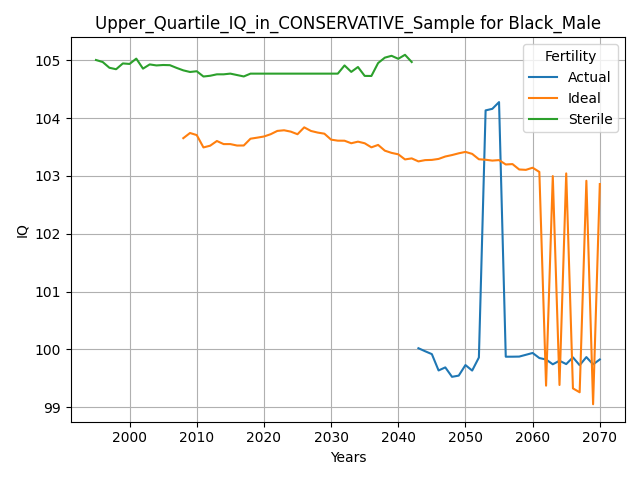 Upper_Quartile_IQ_in_CONSERVATIVE_Sample for Black_Male
Fertility
Actual
Ideal
Sterile
105
104
103
102
101
100
99
IQ
2000 2010 2020 2030 2040 2050 2060 2070
Years